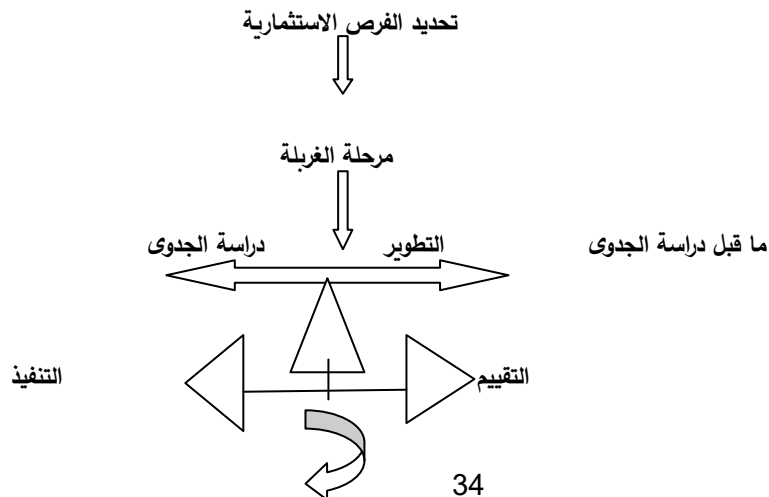 تحديد الفرص الاستثمارية
مرحلة الغربلة
ما قبل دراسة الجدوى التطوير دراسة الجدوى
التقييم التنفيذ
34